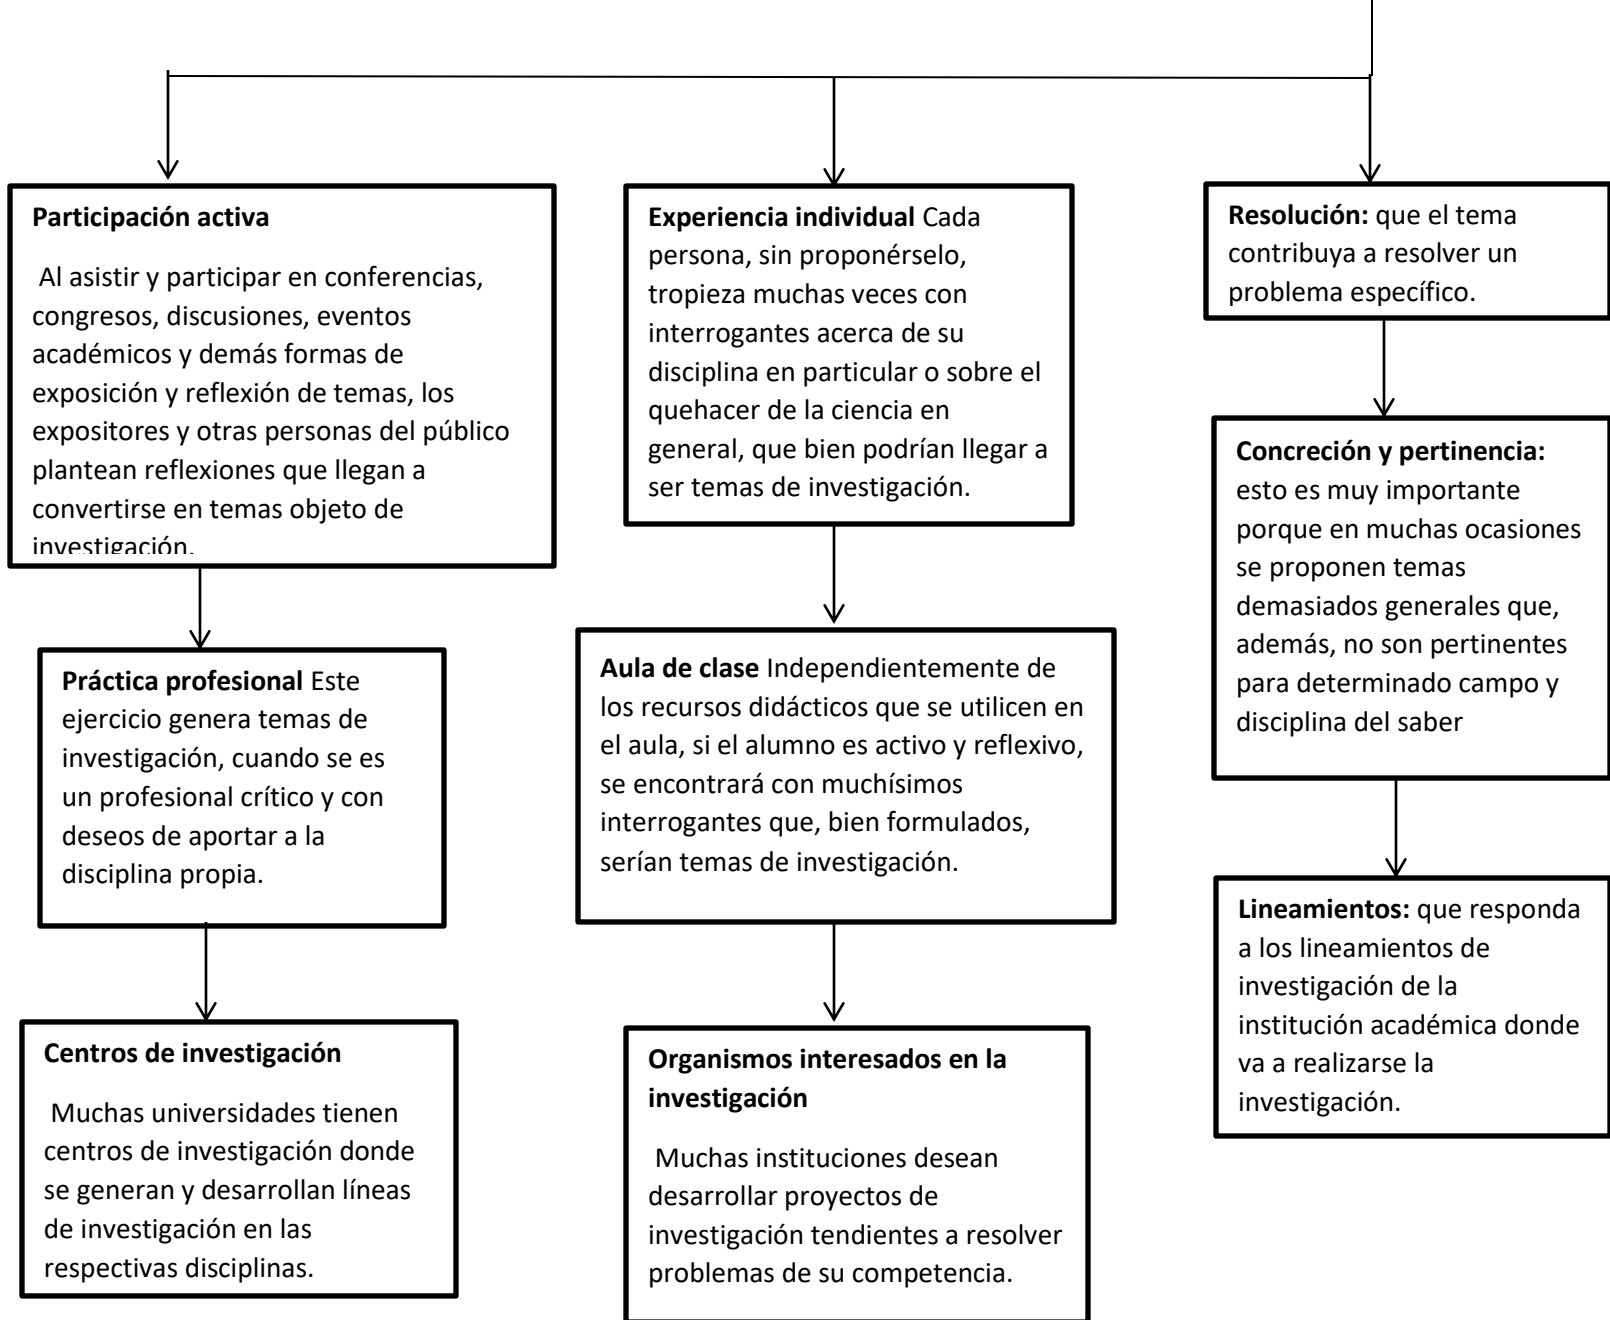 Participación activa
Al asistir y participar en conferencias,
congresos, discusiones, eventos
académicos y demás formas de
exposición y reflexión de temas, los
expositores y otras personas del público
plantean reflexiones que llegan a
convertirse en temas objeto de
investigación.
Práctica profesional Este
ejercicio genera temas de
investigación, cuando se es
un profesional crítico y con
deseos de aportar a la
disciplina propia.
Centros de investigación
Muchas universidades tienen
centros de investigación donde
se generan y desarrollan líneas
de investigación en las
respectivas disciplinas.
Experiencia individual Cada
persona, sin proponérselo,
tropieza muchas veces con
interrogantes acerca de su
disciplina en particular o sobre el
quehacer de la ciencia en
general, que bien podrían llegar a
ser temas de investigación.
Aula de clase Independientemente de
los recursos didácticos que se utilicen en
el aula, si el alumno es activo y reflexivo,
se encontrará con muchísimos
interrogantes que, bien formulados,
serían temas de investigación.
Organismos interesados en la
investigación
Muchas instituciones desean
desarrollar proyectos de
investigación tendientes a resolver
problemas de su competencia.
Resolución: que el tema
contribuya a resolver un
problema específico.
Concreción y pertinencia:
esto es muy importante
porque en muchas ocasiones
se proponen temas
demasiados generales que,
además, no son pertinentes
para determinado campo y
disciplina del saber
Lineamientos: que responda
a los lineamientos de
investigación de la
institución académica donde
va a realizarse la
investigación.